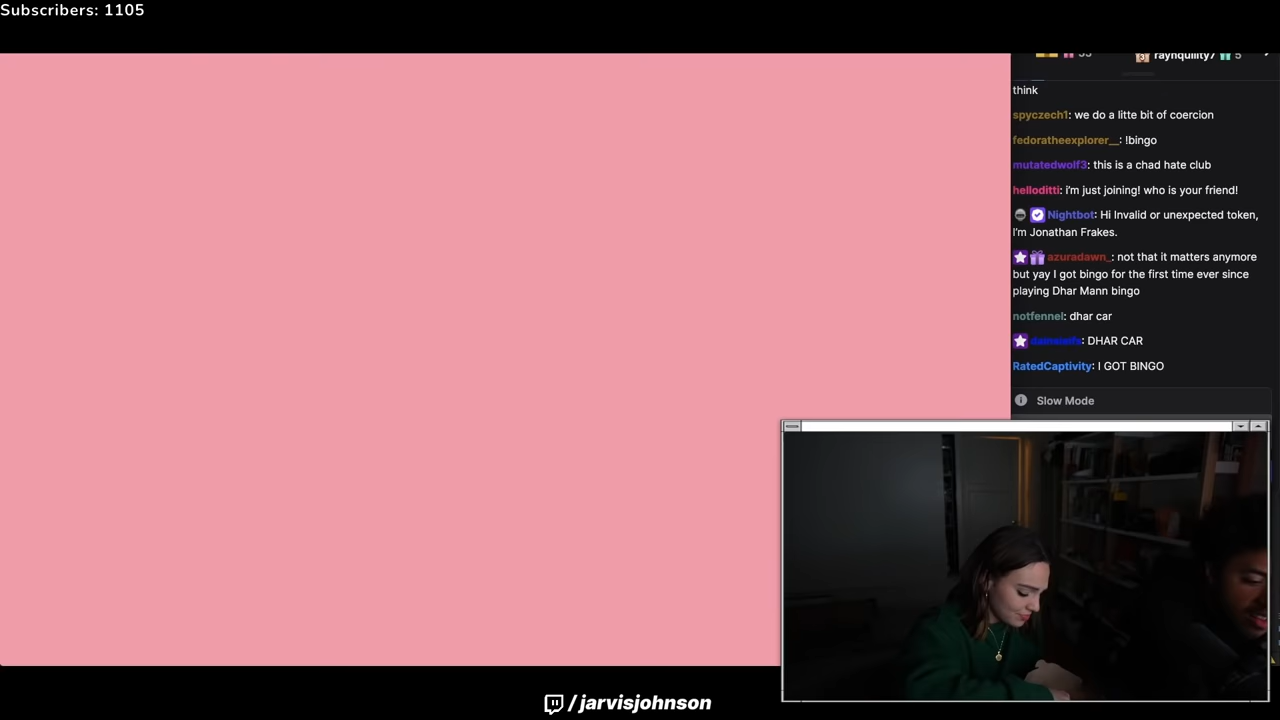 Subscribers: 1105
raynquility7 5
think
spyczech1: we do a litte bit of coercion
fedoratheexplorer__: !bingo
mutatedwolf3: this is a chad hate club
helloditti: i'm just joining! who is your friend!
Nightbot: Hi Invalid or unexpected token,
I'm Jonathan Frakes.
azuradawn_: not that it matters anymore
but yay I got bingo for the first time ever since
playing Dhar Mann bingo
notfennel: dhar car
: DHAR CAR
RatedCaptivity: I GOT BINGO
Slow Mode
/jarvisjohnson